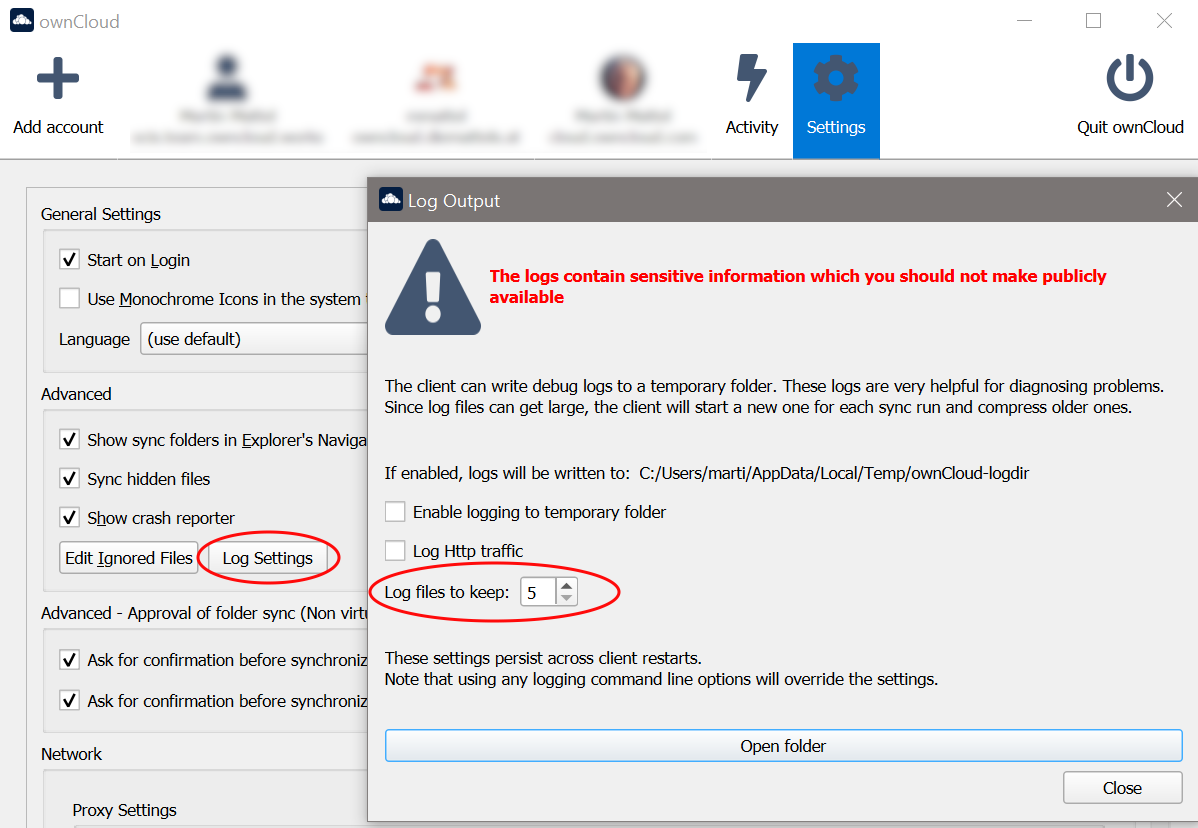 ownCloud
Add account
Activity
Settings
Quit ownCloud
General Settings
Start on Login
Use Monochrome Icons in the system
Language (use default)
Advanced
Show sync folders in Explorer's Naviga
Sync hidden files
Show crash reporter
Edit Ignored Files
Log Settings
Advanced - Approval of folder sync (Non virtu
Ask for confirmation before synchroniz
Ask for confirmation before synchroniz
Network
Proxy Settings
Log Output
The logs contain sensitive information which you should not make publicly
available
The client can write debug logs to a temporary folder. These logs are very helpful for diagnosing problems.
Since log files can get large, the client will start a new one for each sync run and compress older ones.
If enabled, logs will be written to: C:/Users/marti/AppData/Local/Temp/ownCloud-logdir
Enable logging to temporary folder
Log Http traffic
Log files to keep: 5
These settings persist across client restarts.
Note that using any logging command line options will override the settings.
Open folder
Close